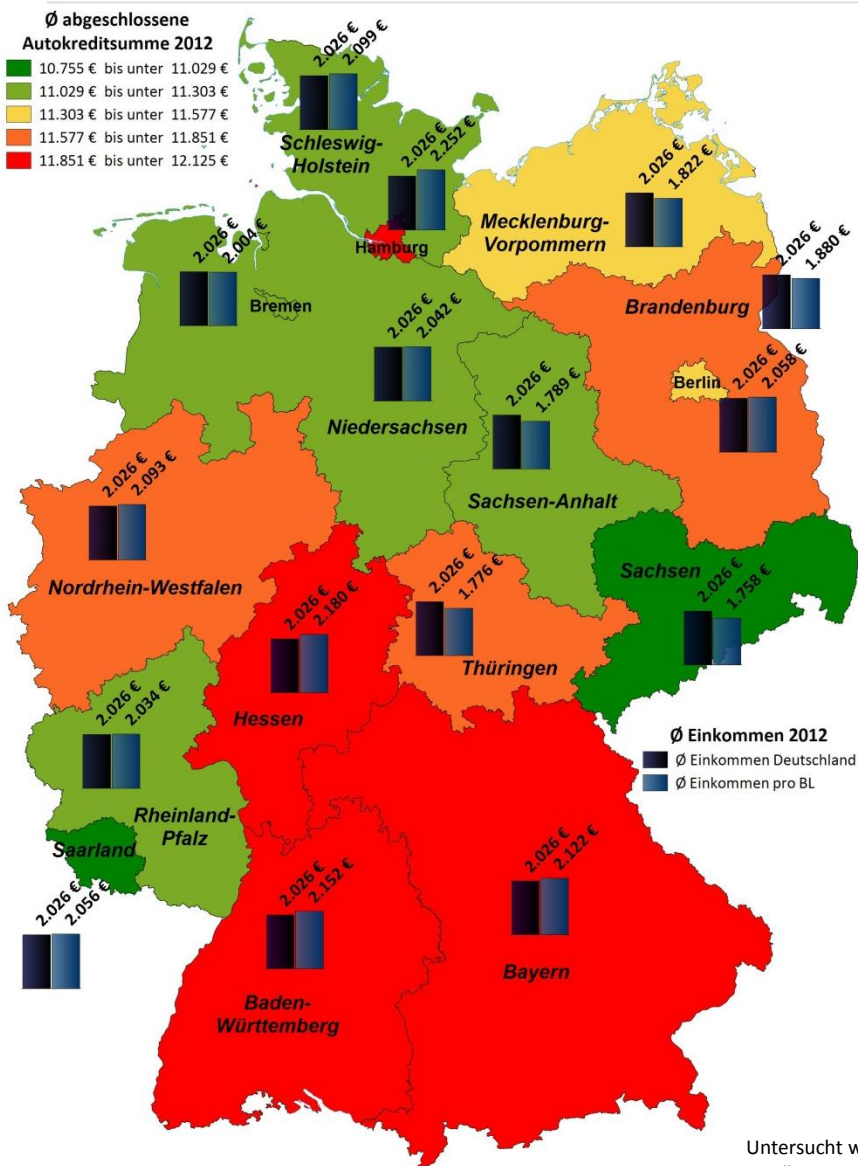 Ø abgeschlossene
Autokreditsumme 2012
10.755 € bis unter 11.029 €
11.029 € bis unter 11.303 €
11.303 € bis unter 11.577 €
11.577 € bis unter 11.851 €
11.851 € bis unter 12.125 €
2.026 €
2.099 €
Schleswig-
Holstein
2.026 €
2.252 €
Hamburg
2.026 €
1.822 €
Mecklenburg-
Vorpommern
2.026 €
2.004 €
Bremen
2.026 €
1.880 €
Brandenburg
2.026 €
2.042 €
Niedersachsen
Berlin
2.026 €
2.058 €
2.026 €
1.789 €
Sachsen-Anhalt
2.026 €
2.093 €
Nordrhein-Westfalen
Sachsen
2.026 €
1.758 €
2.026 €
1.776 €
Thüringen
2.026 €
2.180 €
Hessen
2.026 €
2.034 €
Rheinland-
Pfalz
Ø Einkommen 2012
Ø Einkommen Deutschland
Ø Einkommen pro BL
Saarland
2.026 €
2.056 €
2.026 €
2.152 €
Baden-
Württemberg
2.026 €
2.122 €
Bayern
Untersucht w